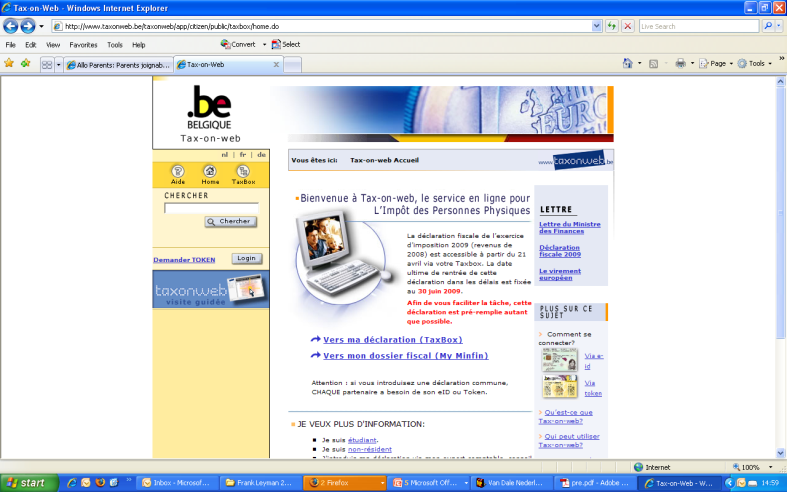 Tax-on-Web - Windows Internet Explorer
http://www.taxonweb.be/taxonweb/app/citizen/public/taxbox/home.do
Live Search
File Edit View Favorites Tools Help
Convert
Select
Allo Parents: Parents joignab...
Tax-on-Web
Page
Tools
.be
BELGIQUE
Tax-on-web
EURO
nl | fr | de
Aide Home TaxBox
CHERCHER
Chercher
Demander TOKEN
Login
taxonweb
visite guidée
Vous êtes ici: Tax-on-web Accueil
www.taxonweb.be
Bienvenue à Tax-on-web, le service en ligne pour
L'Impôt des Personnes Physiques
La déclaration fiscale de l'exercice
d'imposition 2009 (revenus de
2008) est accessible à partir du 21
avril via votre Taxbox. La date
ultime de rentrée de cette
déclaration dans les délais est fixée
au 30 juin 2009.
Afin de vous faciliter la tâche, cette
déclaration est pré-remplie autant
que possible.
Vers ma déclaration (TaxBox)
Vers mon dossier fiscal (My Minfin)
Attention : si vous introduisez une déclaration commune,
CHAQUE partenaire a besoin de son eID ou Token.
JE VEUX PLUS D'INFORMATION:
Je suis étudiant.
Je suis non-résident
LETTRE
Lettre du Ministre
des Finances
Déclaration
fiscale 2009
Le virement
européen
PLUS SUR CE
SUJET
> Comment se
connecter?
Via e-
id
Via
token
> Qu'est-ce que
Tax-on-web?
> Qui peut utiliser
Tax-on-web?
Internet
100%
start
Inbox - Microsof...
Frank Leyman 2...
2 Firefox
5 Microsoft Off...
Van Dale Nederl...
pre.pdf - Adobe ...
Tax-on-Web - W...
14:59